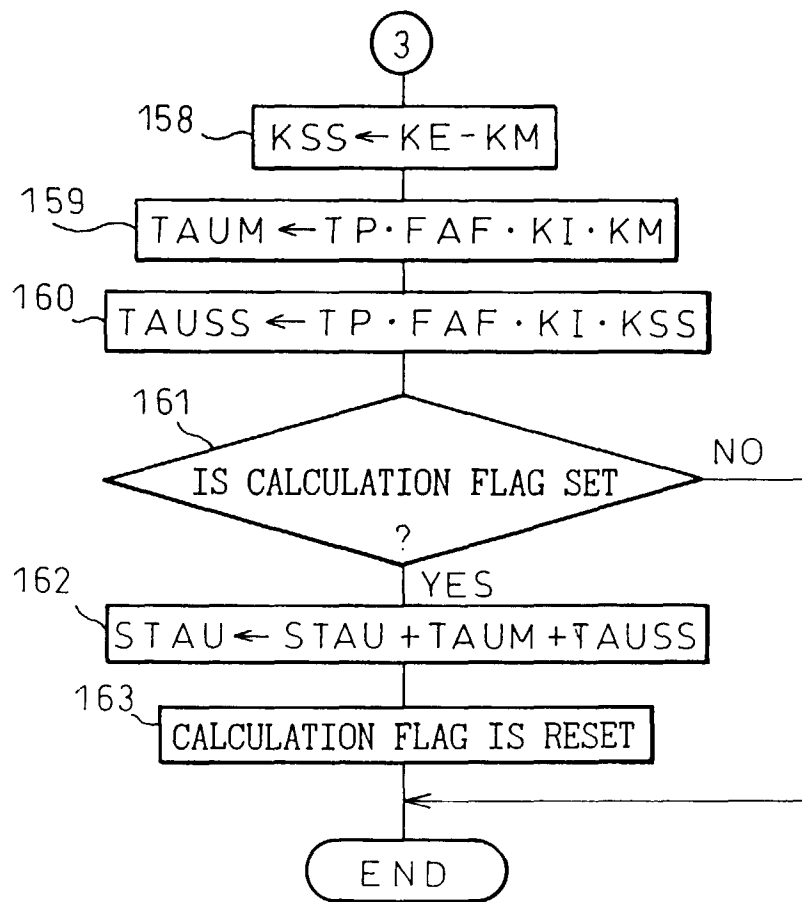 3
158
KSS ← KE-KM
159
TAUM ← TP・FAF・KI・KM
160
TAUSS ← TP・FAF・KI・KSS
161
IS CALCULATION FLAG SET
?
NO
YES
162
STAU ← STAU + TAUM + TAUSS
163
CALCULATION FLAG IS RESET
END